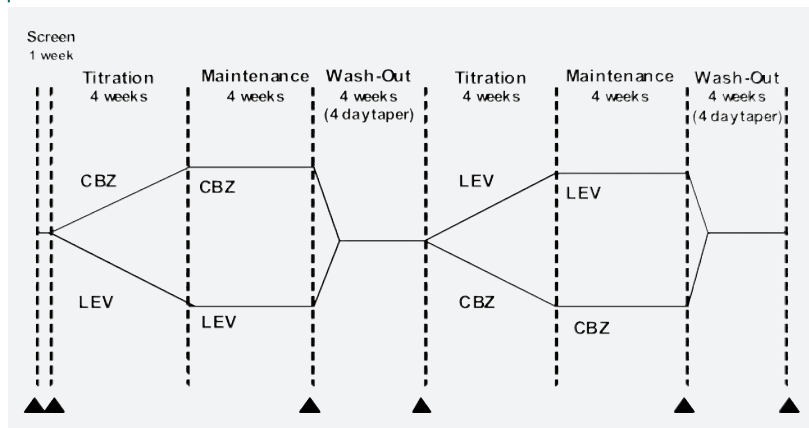 Screen
1 week
Titration
4 weeks
Maintenance
4 weeks
Wash-Out
4 weeks
(4 day taper)
Titration
4 weeks
Maintenance
4 weeks
Wash-Out
4 weeks
(4 day taper)
CBZ
CBZ
LEV
LEV
LEV
LEV
CBZ
CBZ